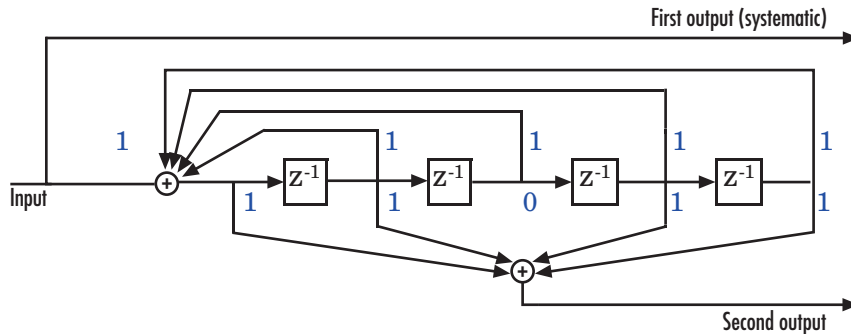 First output (systematic)
1 1 1 1 1
z⁻¹ z⁻¹ z⁻¹ z⁻¹
Input
1 1 0 1 1
Second output